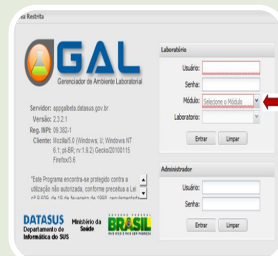 Restrita
GAL
Gerenciador de Ambiente Laboratorial
Servidor: appgalbeta.datasus.gov.br
Versão: 2.3.2.1
Reg. INPI: 09.382-1
Cliente: Mozilla/5.0 (Windows; U; Windows NT
6.1; pt-BR; rv:1.9.2) Gecko/20100115
Firefox/3.6
"Este Programa encontra-se protegido contra a
utilização não autorizada, conforme preceitua a Lei
DATASUS
Departamento de
Informática do SUS
Ministério da
Saúde
BRASIL
Laboratório
Usuário:
Senha:
Módulo: Selecione o Módulo
Laboratório:
Entrar Limpar
Administrador
Usuário:
Senha:
Entrar Limpar